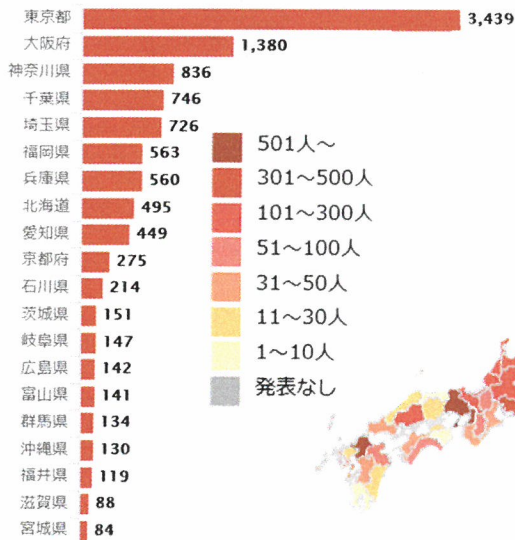 東京都 3,439
大阪府 1,380
神奈川県 836
千葉県 746
埼玉県 726
福岡県 563
兵庫県 560
北海道 495
愛知県 449
京都府 275
石川県 214
茨城県 151
岐阜県 147
広島県 142
富山県 141
群馬県 134
沖縄県 130
福井県 119
滋賀県 88
宮城県 84
501人～
301～500人
101～300人
51～100人
31～50人
11～30人
1～10人
発表なし